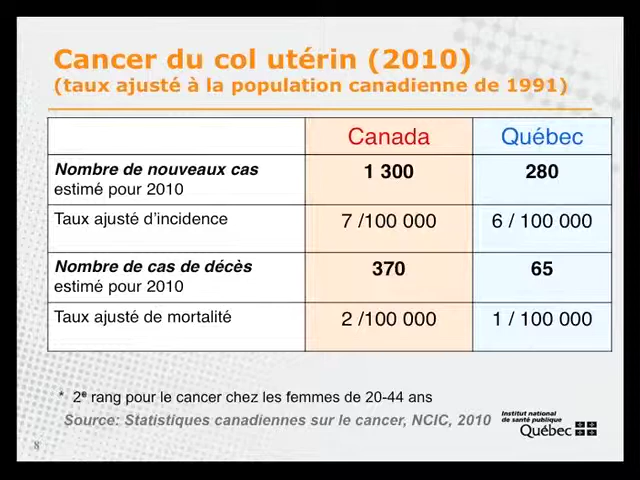 Cancer du col utérin (2010)
(taux ajusté à la population canadienne de 1991)
Canada
Québec
Nombre de nouveaux cas
estimé pour 2010
1 300
280
Taux ajusté d'incidence
7 /100 000
6 / 100 000
Nombre de cas de décès
estimé pour 2010
370
65
Taux ajusté de mortalité
2 /100 000
1 / 100 000
* 2e rang pour le cancer chez les femmes de 20-44 ans
Source: Statistiques canadiennes sur le cancer, NCIC, 2010
Institut national
de santé publique
Québec
8